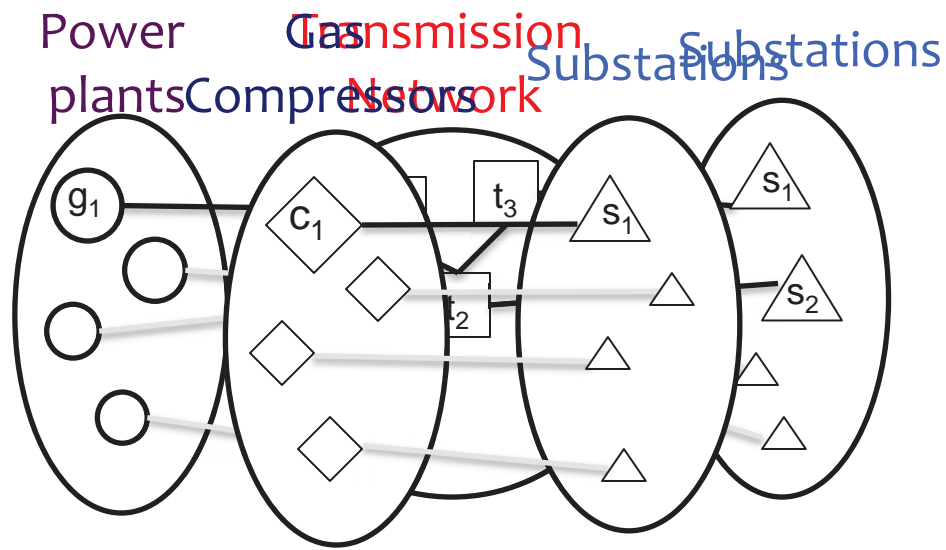 Power plants
Gas Compressors
Transmission Network
Substations
Substations
g1
c1
t3
s1
s1
t2
s2